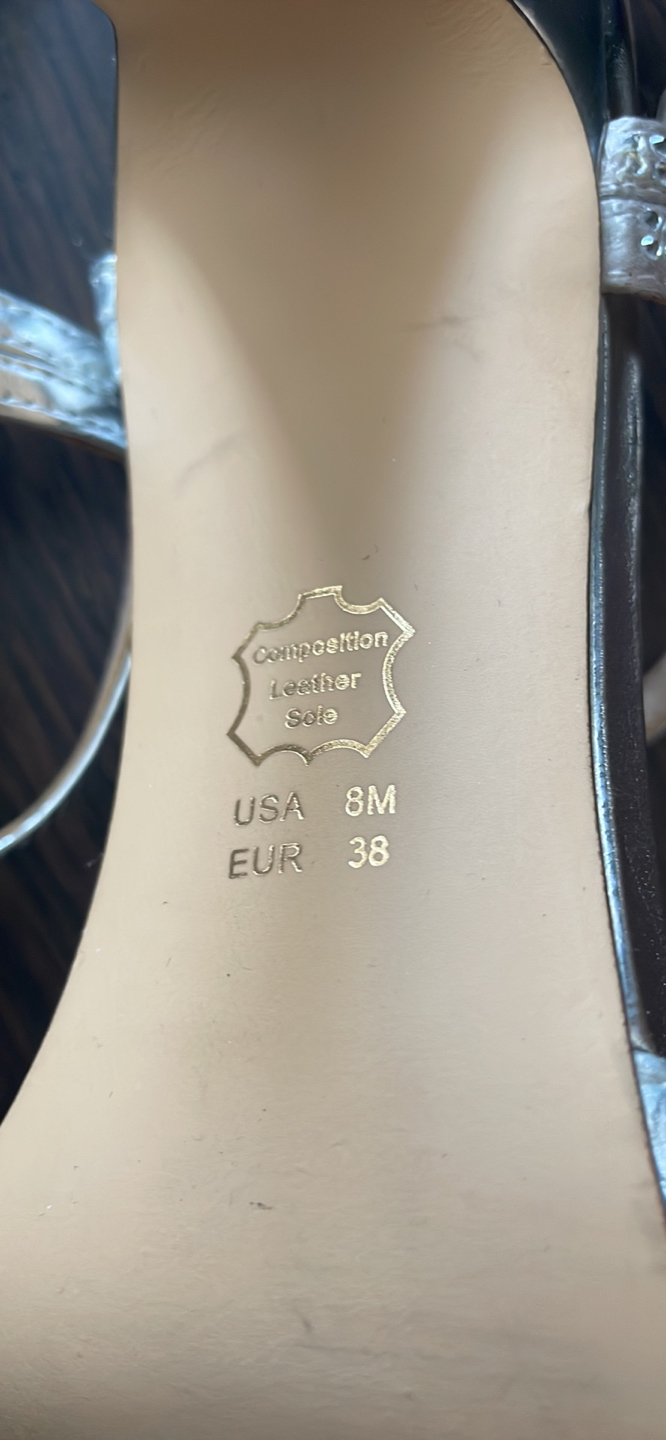 Composition
Leather
Sole
USA 8M
EUR 38